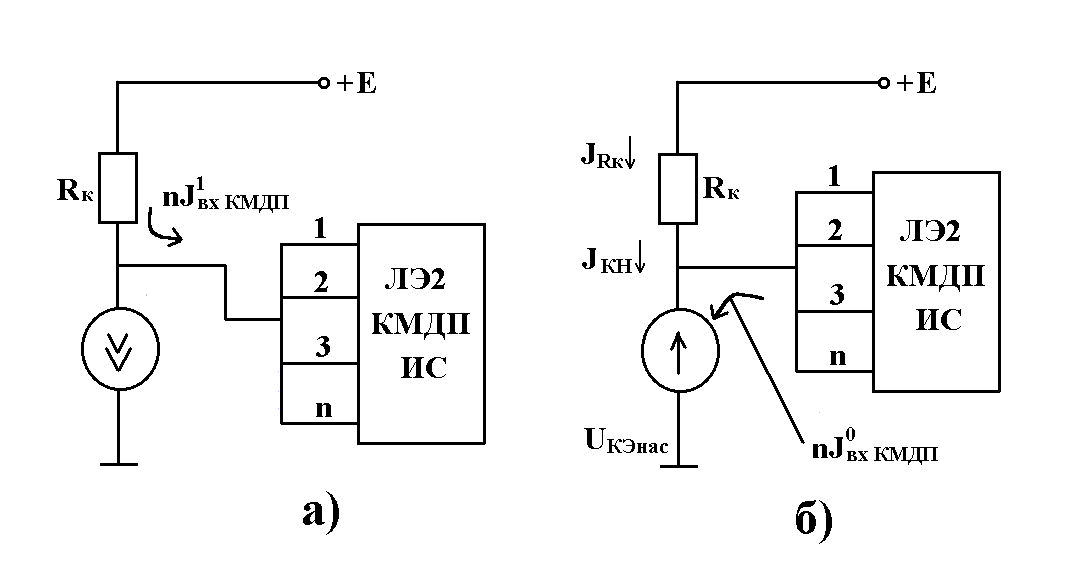 +E
Rк
nJ¹вх КМДП
1
2
3
n
ЛЭ2
КМДП
ИС
а)
+E
JRк↓
Rк
JКН↓
1
2
3
n
ЛЭ2
КМДП
ИС
UКЭнас
nJ⁰вх КМДП
б)